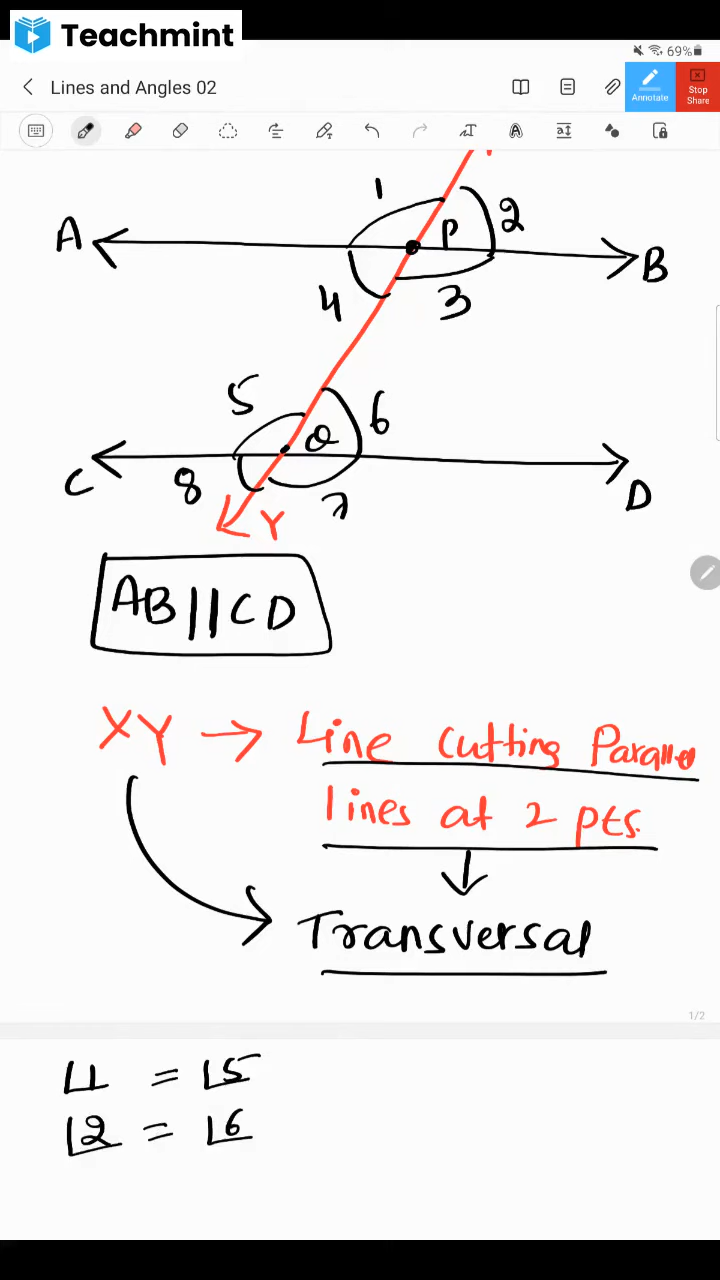 Teachmint
69%
Lines and Angles 02
Annotate
Stop
Share
1
2
A
P
B
4
3
5
6
Q
C
8
7
D
Y
AB||CD
XY → Line cutting Parallel
lines at 2 pts.
Transversal
1/2
∠1 = ∠5
∠2 = ∠6